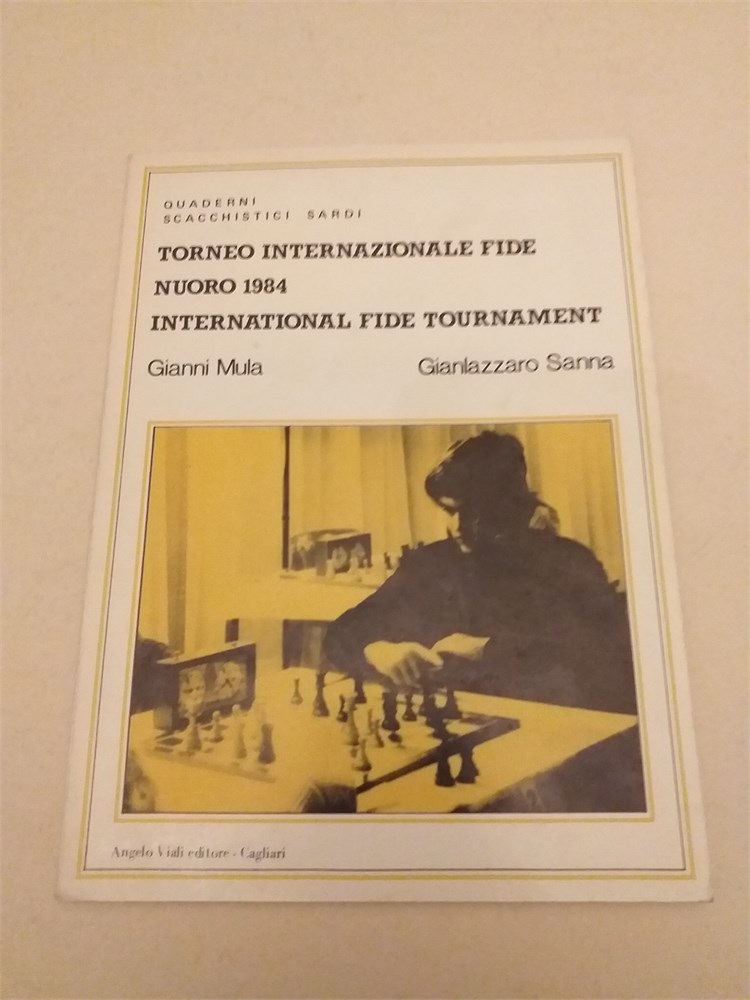 QUADERNI
SCACCHISTICI SARDI
TORNEO INTERNAZIONALE FIDE
NUORO 1984
INTERNATIONAL FIDE TOURNAMENT
Gianni Mula Gianlazzaro Sanna
Angelo Viali editore - Cagliari